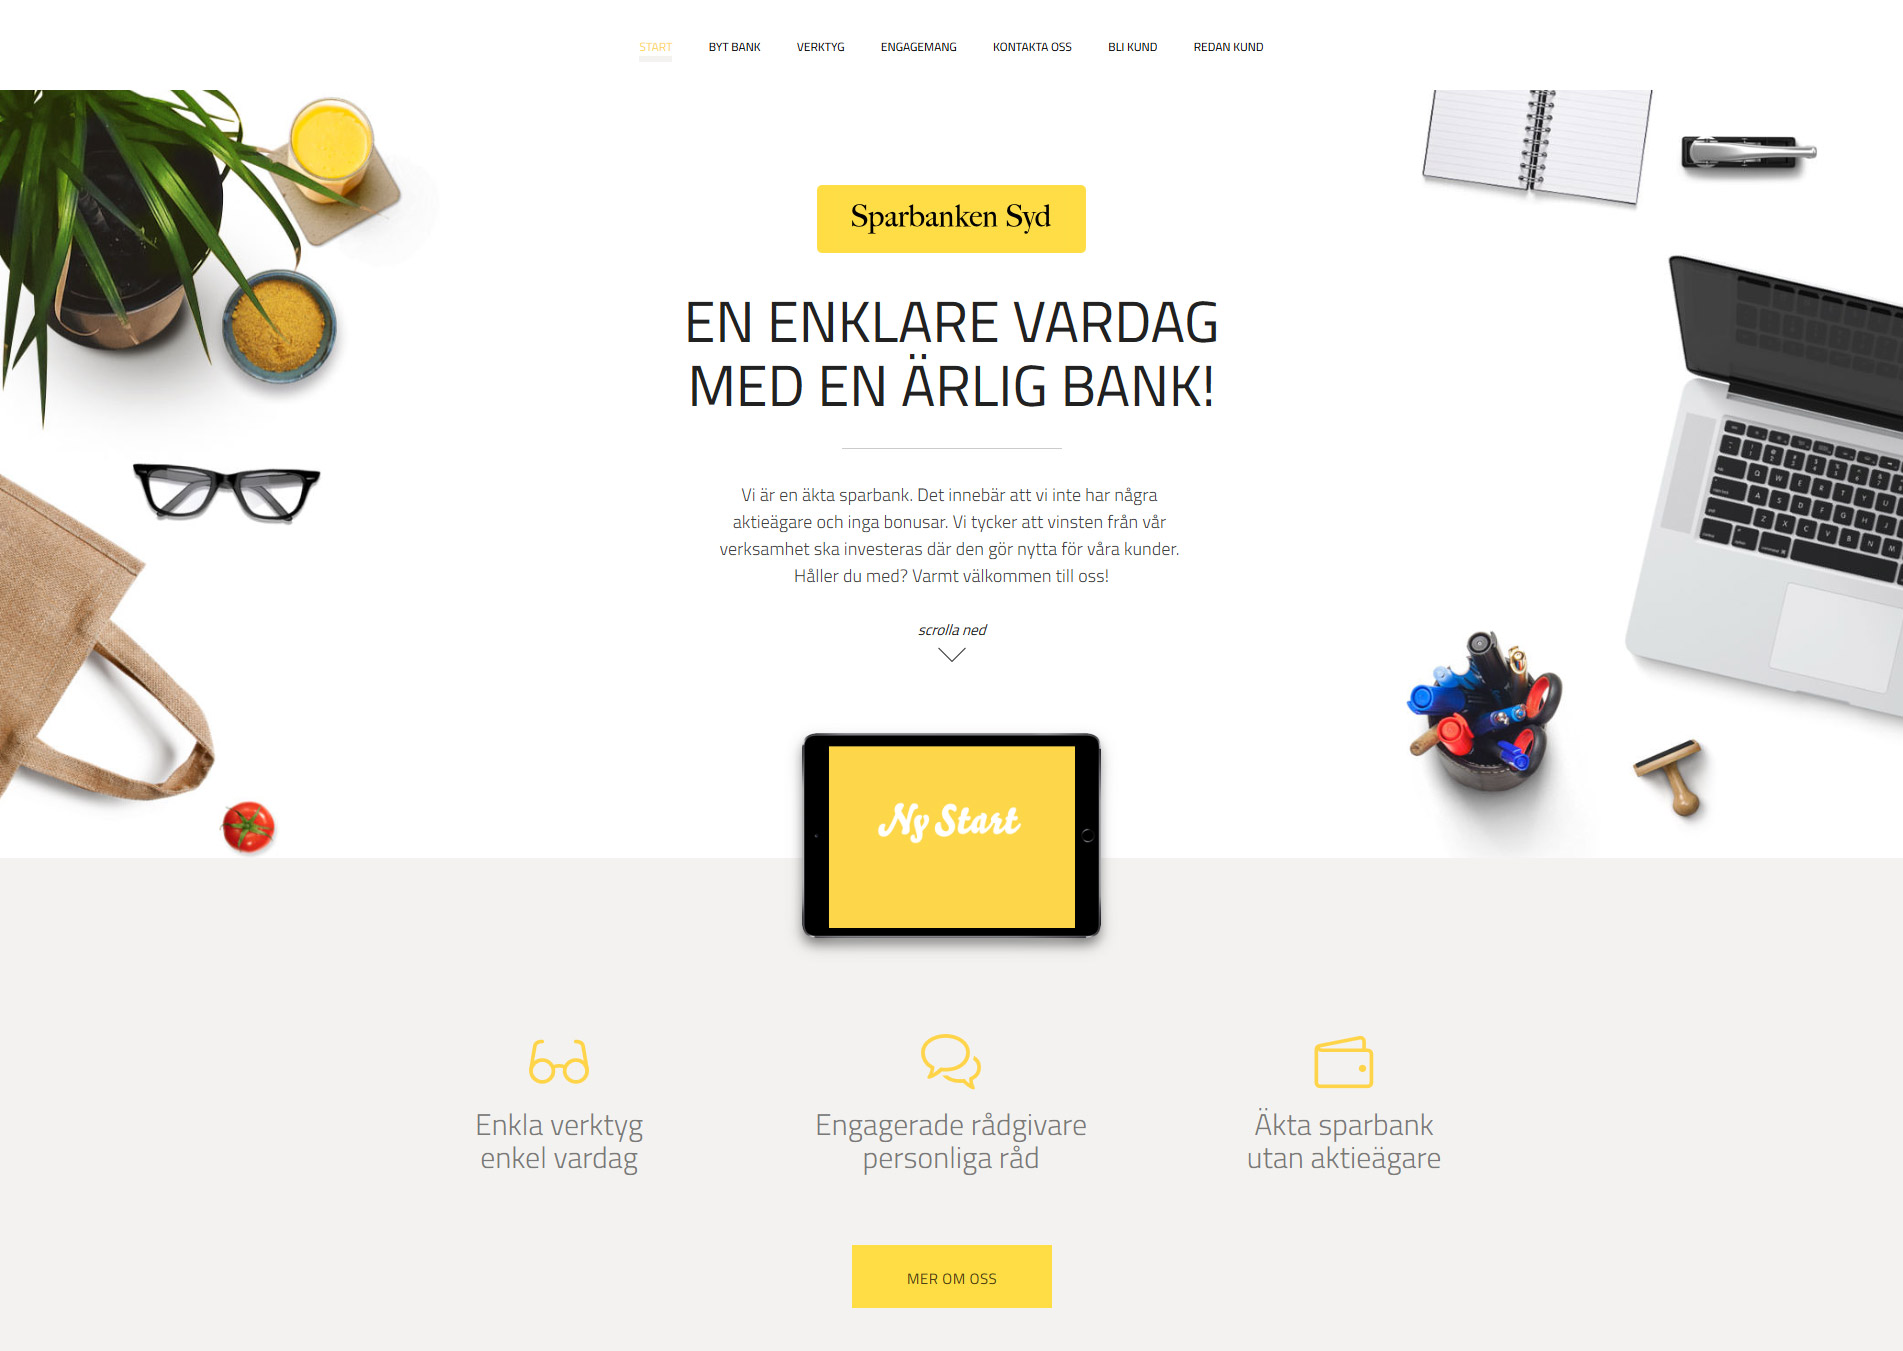 START
BYT BANK
VERKTYG
ENGAGEMANG
KONTAKTA OSS
BLI KUND
REDAN KUND
Sparbanken Syd
EN ENKLARE VARDAG
MED EN ÄRLIG BANK!
Vi är en äkta sparbank. Det innebär att vi inte har några
aktieägare och inga bonusar. Vi tycker att vinsten från vår
verksamhet ska investeras där den gör nytta för våra kunder.
Håller du med? Varmt välkommen till oss!
scrolla ned
Ny Start
Enkla verktyg
enkel vardag
Engagerade rådgivare
personliga råd
Äkta sparbank
utan aktieägare
MER OM OSS